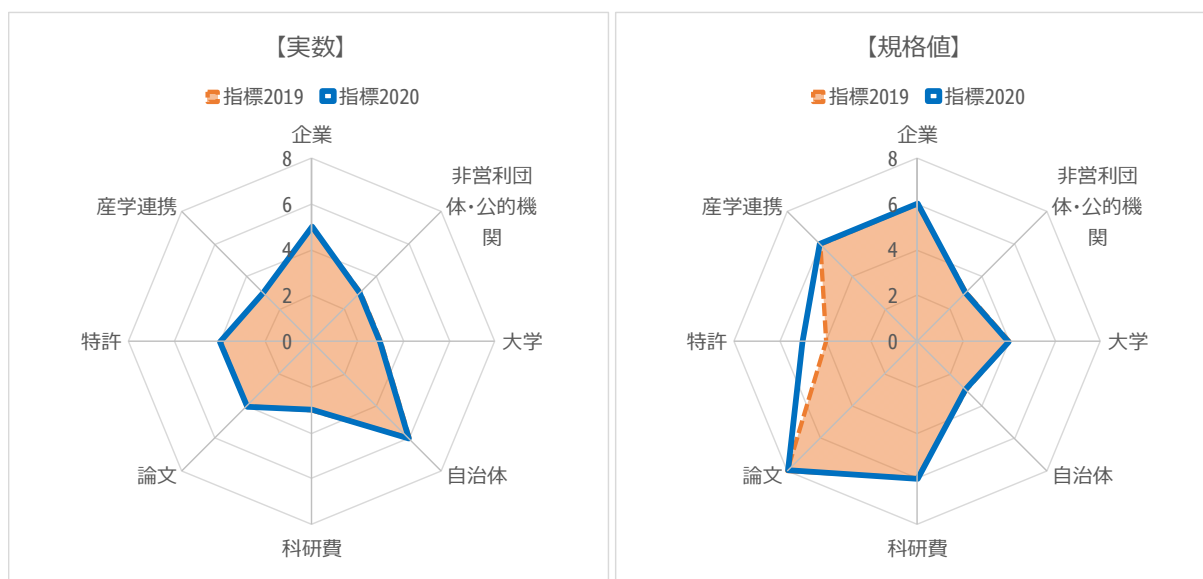 【実数】
指標2019 指標2020
企業
非営利団
体・公的機
関
大学
自治体
科研費
論文
特許
産学連携
8
6
4
2
0
【規格値】
指標2019 指標2020
企業
非営利団
体・公的機
関
大学
自治体
科研費
論文
特許
産学連携
8
6
4
2
0